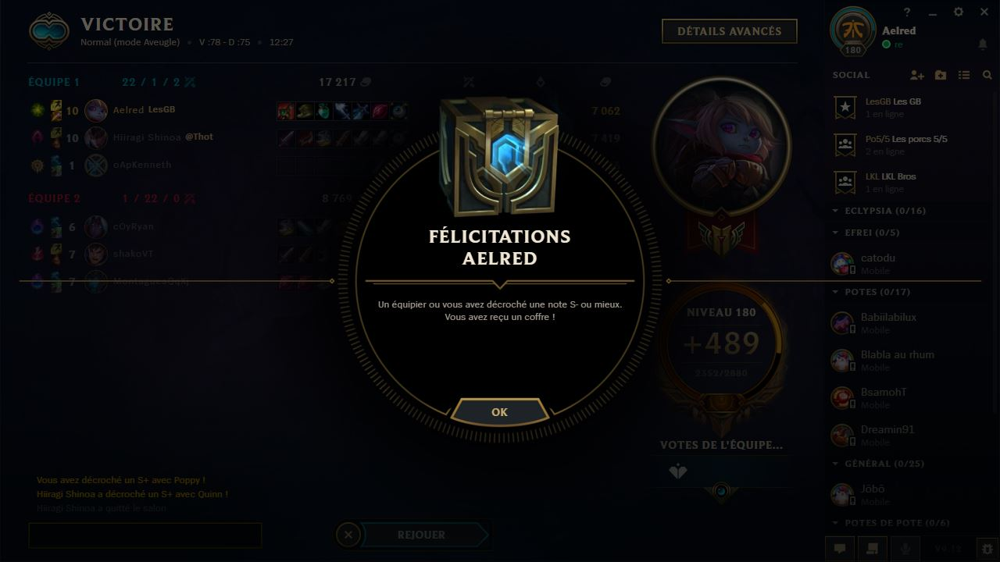 VICTOIRE
Normal (mode Aveugle) • V :78 - D :75 • 12:27
DÉTAILS AVANCÉS
ÉQUIPE 1 22 / 1 / 2 17 217
10 Aelred LesGB 7 062
10 Hiiragi Shinoa @Thot 7 419
1 oApKenneth
ÉQUIPE 2 1 / 22 / 0 8 769
6 cOyRyan
7 shakoVT
7
FÉLICITATIONS
AELRED
Un équipier ou vous avez décroché une note S- ou mieux.
Vous avez reçu un coffre !
OK
NIVEAU 180
+489
2352/2880
VOTES DE L'ÉQUIPE...
Vous avez décroché un S+ avec Poppy !
Hiiragi Shinoa a décroché un S+ avec Quinn !
Hiiragi Shinoa a quitté le salon
REJOUER
?
Aelred
180
re
SOCIAL
LesGB Les GB
1 en ligne
Po5/5 Les porcs 5/5
2 en ligne
LKL LKL Bros
1 en ligne
ECLYPSIA (0/16)
EFREI (0/5)
catodu
Mobile
POTES (0/17)
Babiilabilux
Mobile
Blabla au rhum
Mobile
BsamohT
Mobile
Dreamin91
Mobile
GÉNÉRAL (0/25)
Jôbô
Mobile
POTES DE POTE (0/6)
V9.12